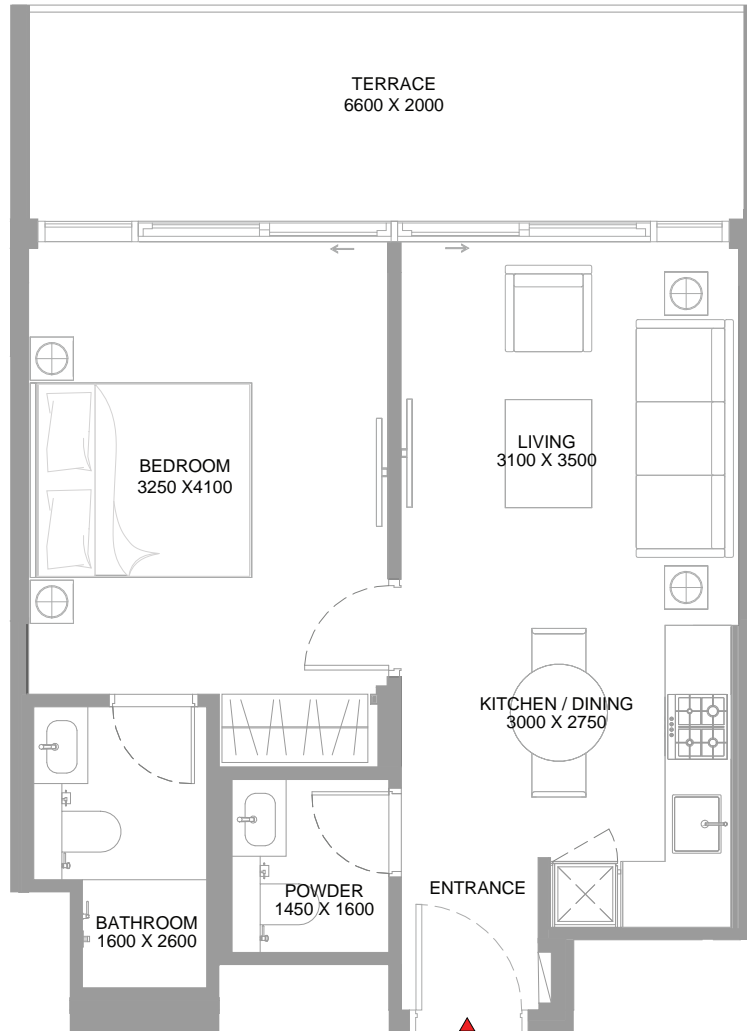 TERRACE
6600 X 2000
BEDROOM
3250 X4100
LIVING
3100 X 3500
KITCHEN / DINING
3000 X 2750
ENTRANCE
POWDER
1450 X 1600
BATHROOM
1600 X 2600